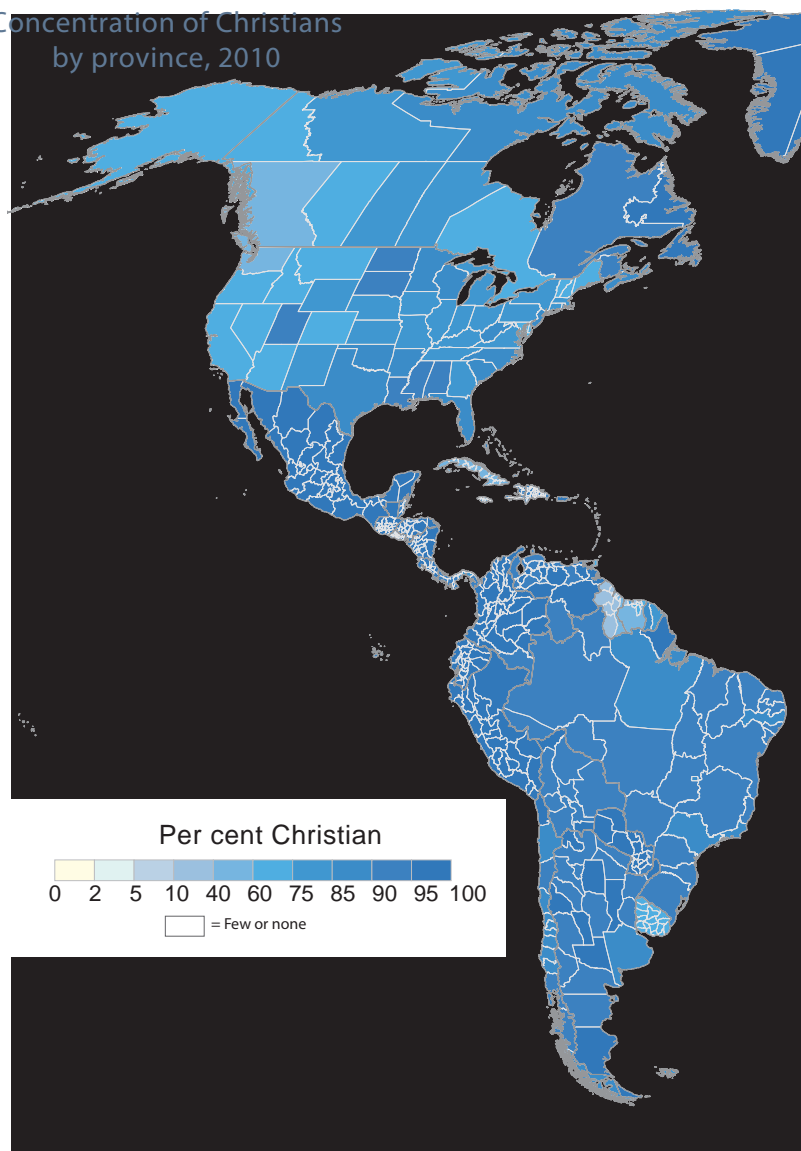 Concentration of Christians
by province, 2010
Per cent Christian
0 2 5 10 40 60 75 85 90 95 100
= Few or none